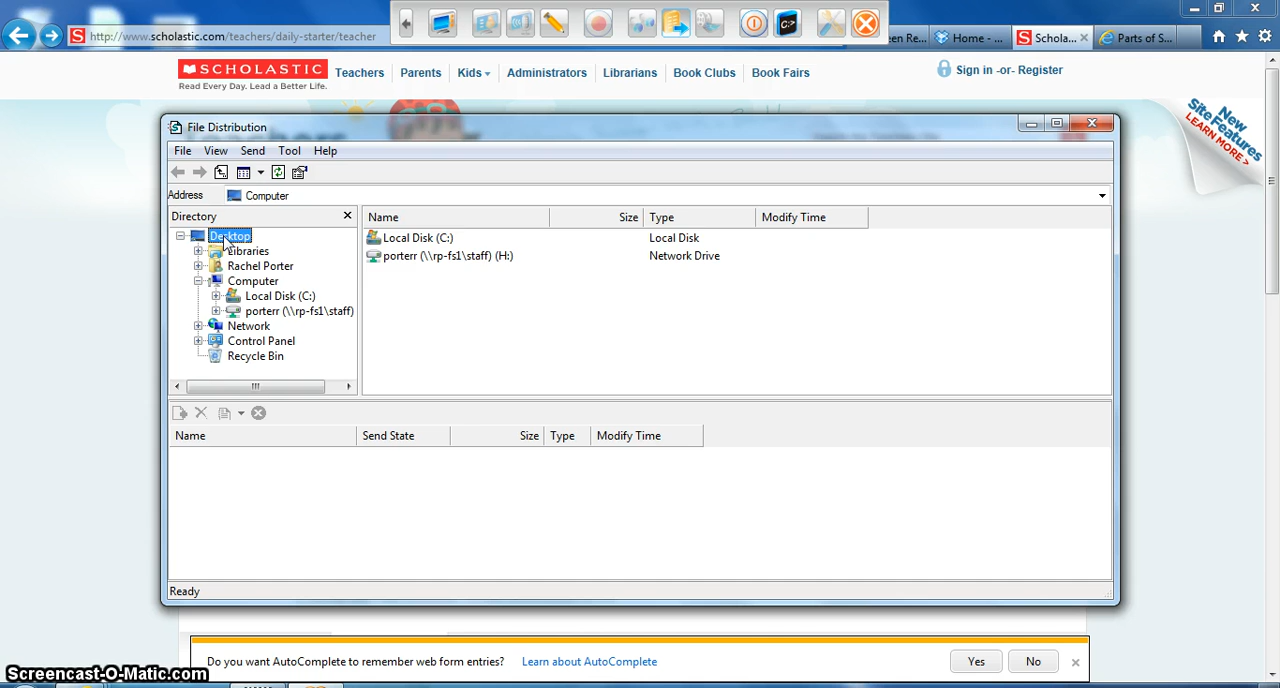 http://www.scholastic.com/teachers/daily-starter/teacher
en Re...
Home - ...
Schola...
Parts of S...
SCHOLASTIC
Read Every Day. Lead a Better Life.
Teachers Parents Kids Administrators Librarians Book Clubs Book Fairs
Sign in -or- Register
New
Site Features
LEARN MORE >
File Distribution
File View Send Tool Help
Address Computer
Directory
Desktop
Libraries
Rachel Porter
Computer
Local Disk (C:)
porterr (\\rp-fs1\staff)
Network
Control Panel
Recycle Bin
Name Size Type Modify Time
Local Disk (C:) Local Disk
porterr (\\rp-fs1\staff) (H:) Network Drive
Name Send State Size Type Modify Time
Ready
Do you want AutoComplete to remember web form entries? Learn about AutoComplete Yes No
Screencast-O-Matic.com